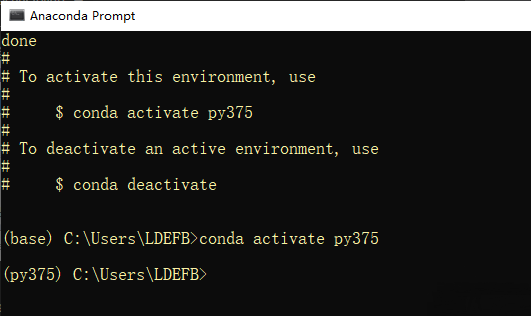 Anaconda Prompt
done
#
# To activate this environment, use
#
#     $ conda activate py375
#
# To deactivate an active environment, use
#
#     $ conda deactivate
(base) C:\Users\LDEFB>conda activate py375
(py375) C:\Users\LDEFB>